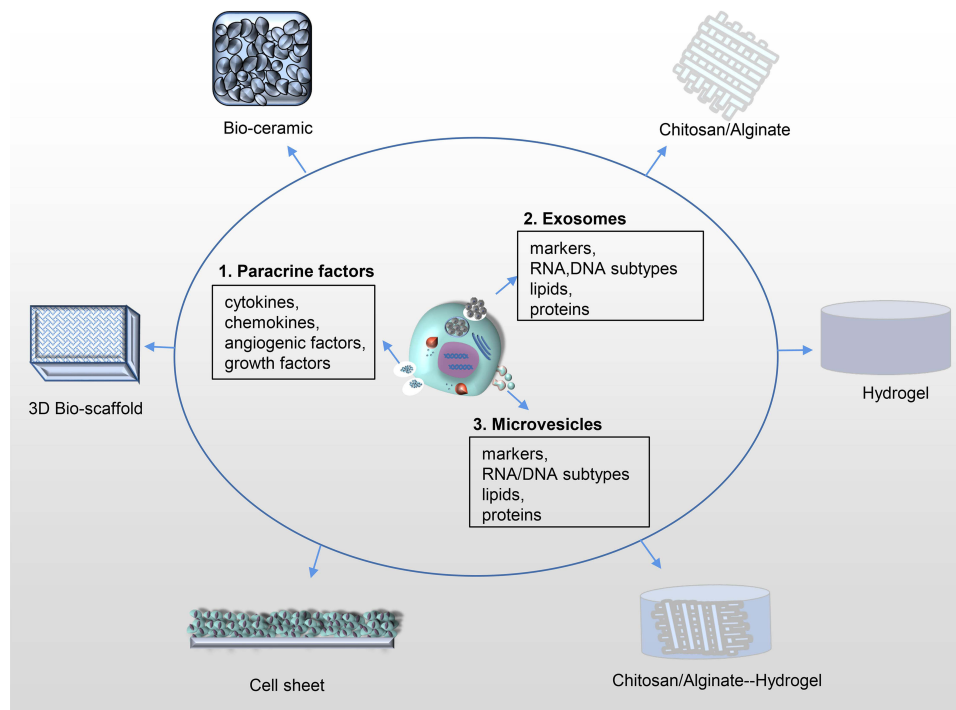 Bio-ceramic
Chitosan/Alginate
2. Exosomes
markers,
RNA,DNA subtypes
lipids,
proteins
1. Paracrine factors
cytokines,
chemokines,
angiogenic factors,
growth factors
3D Bio-scaffold
Hydrogel
3. Microvesicles
markers,
RNA/DNA subtypes
lipids,
proteins
Cell sheet
Chitosan/Alginate--Hydrogel